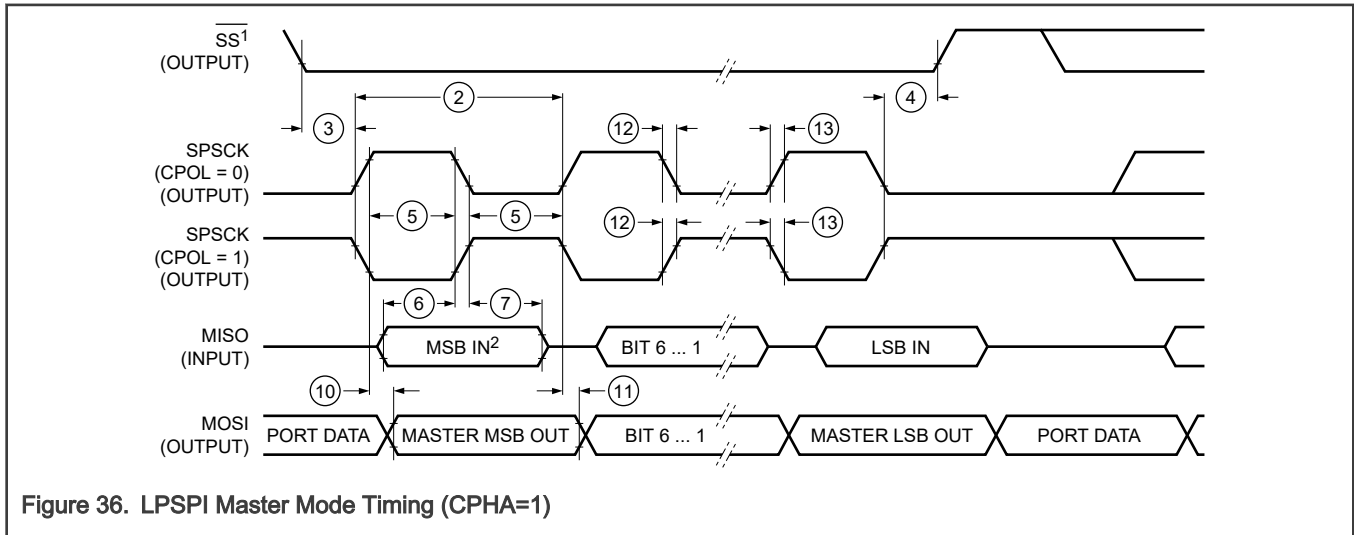 SS1
(OUTPUT)
2
3
4
12
13
SPSCK
(CPOL = 0)
(OUTPUT)
5
5
12
13
SPSCK
(CPOL = 1)
(OUTPUT)
6
7
MISO
(INPUT)
MSB IN2
BIT 6 ... 1
LSB IN
10
11
MOSI
(OUTPUT)
PORT DATA
MASTER MSB OUT
BIT 6 ... 1
MASTER LSB OUT
PORT DATA
Figure 36. LPSPI Master Mode Timing (CPHA=1)